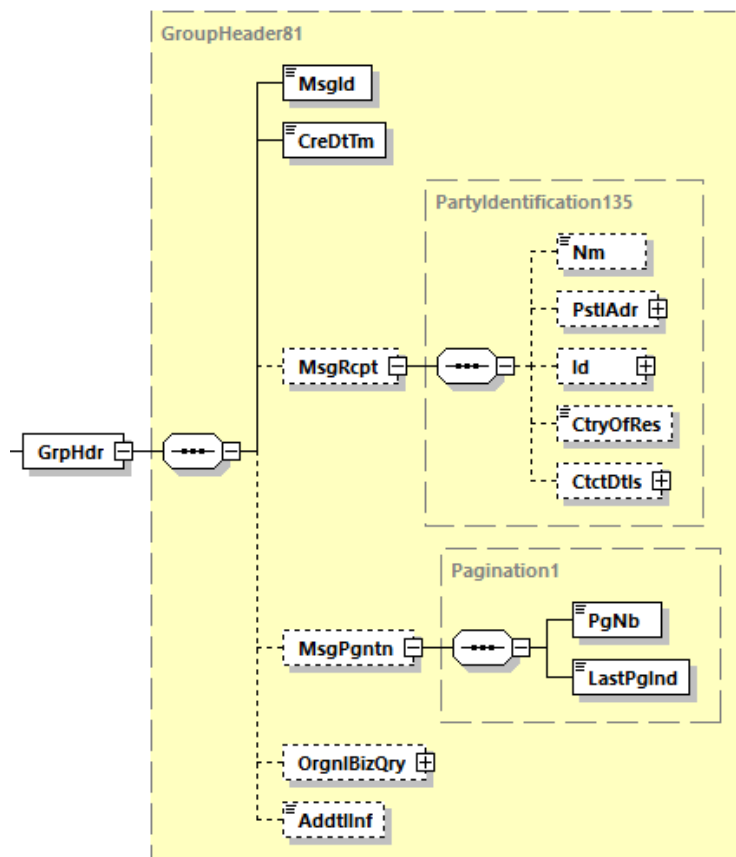 GroupHeader81
MsgId
CreDtTm
PartyIdentification135
Nm
PstlAdr
MsgRcpt
Id
CtryOfRes
GrpHdr
CtctDtls
Pagination1
PgNb
MsgPgntn
LastPgInd
OrgnlBizQry
AddtlInf